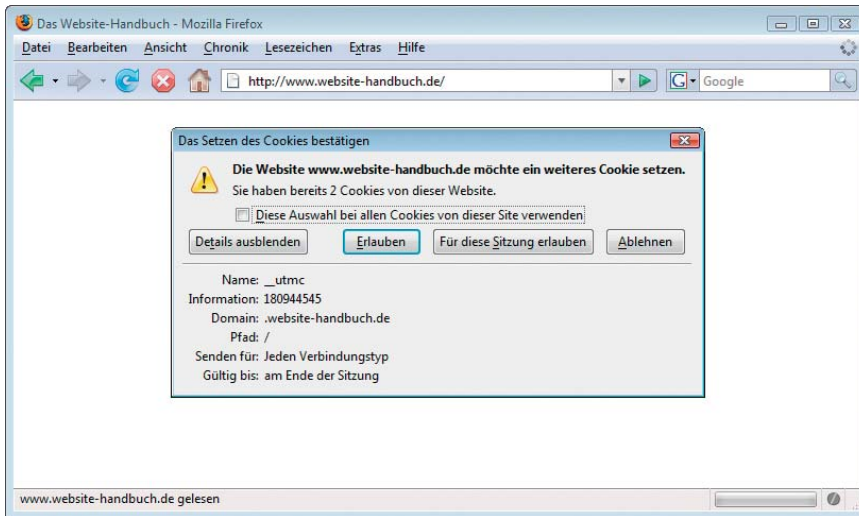 Das Website-Handbuch - Mozilla Firefox
Datei Bearbeiten Ansicht Chronik Lesezeichen Extras Hilfe
http://www.website-handbuch.de/ G Google
Das Setzen des Cookies bestätigen
Die Website www.website-handbuch.de möchte ein weiteres Cookie setzen.
Sie haben bereits 2 Cookies von dieser Website.
Diese Auswahl bei allen Cookies von dieser Site verwenden
Details ausblenden Erlauben Für diese Sitzung erlauben Ablehnen
Name: __utmc
Information: 180944545
Domain: .website-handbuch.de
Pfad: /
Senden für: Jeden Verbindungstyp
Gültig bis: am Ende der Sitzung
www.website-handbuch.de gelesen